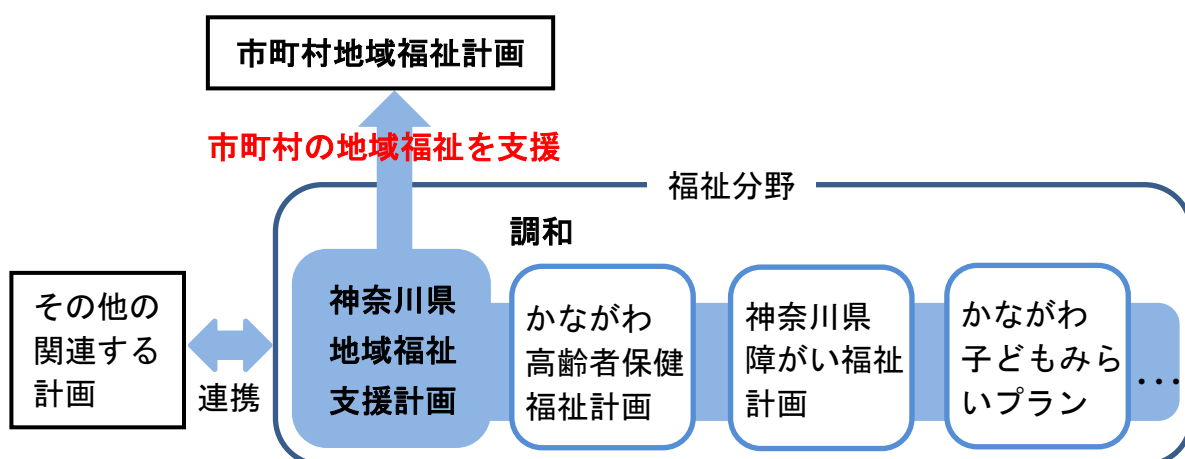 市町村地域福祉計画
市町村の地域福祉を支援
福祉分野
調和
その他の
関連する
計画
連携
神奈川県
地域福祉
支援計画
かながわ
高齢者保健
福祉計画
神奈川県
障がい福祉
計画
かながわ
子どもみら
いプラン
…